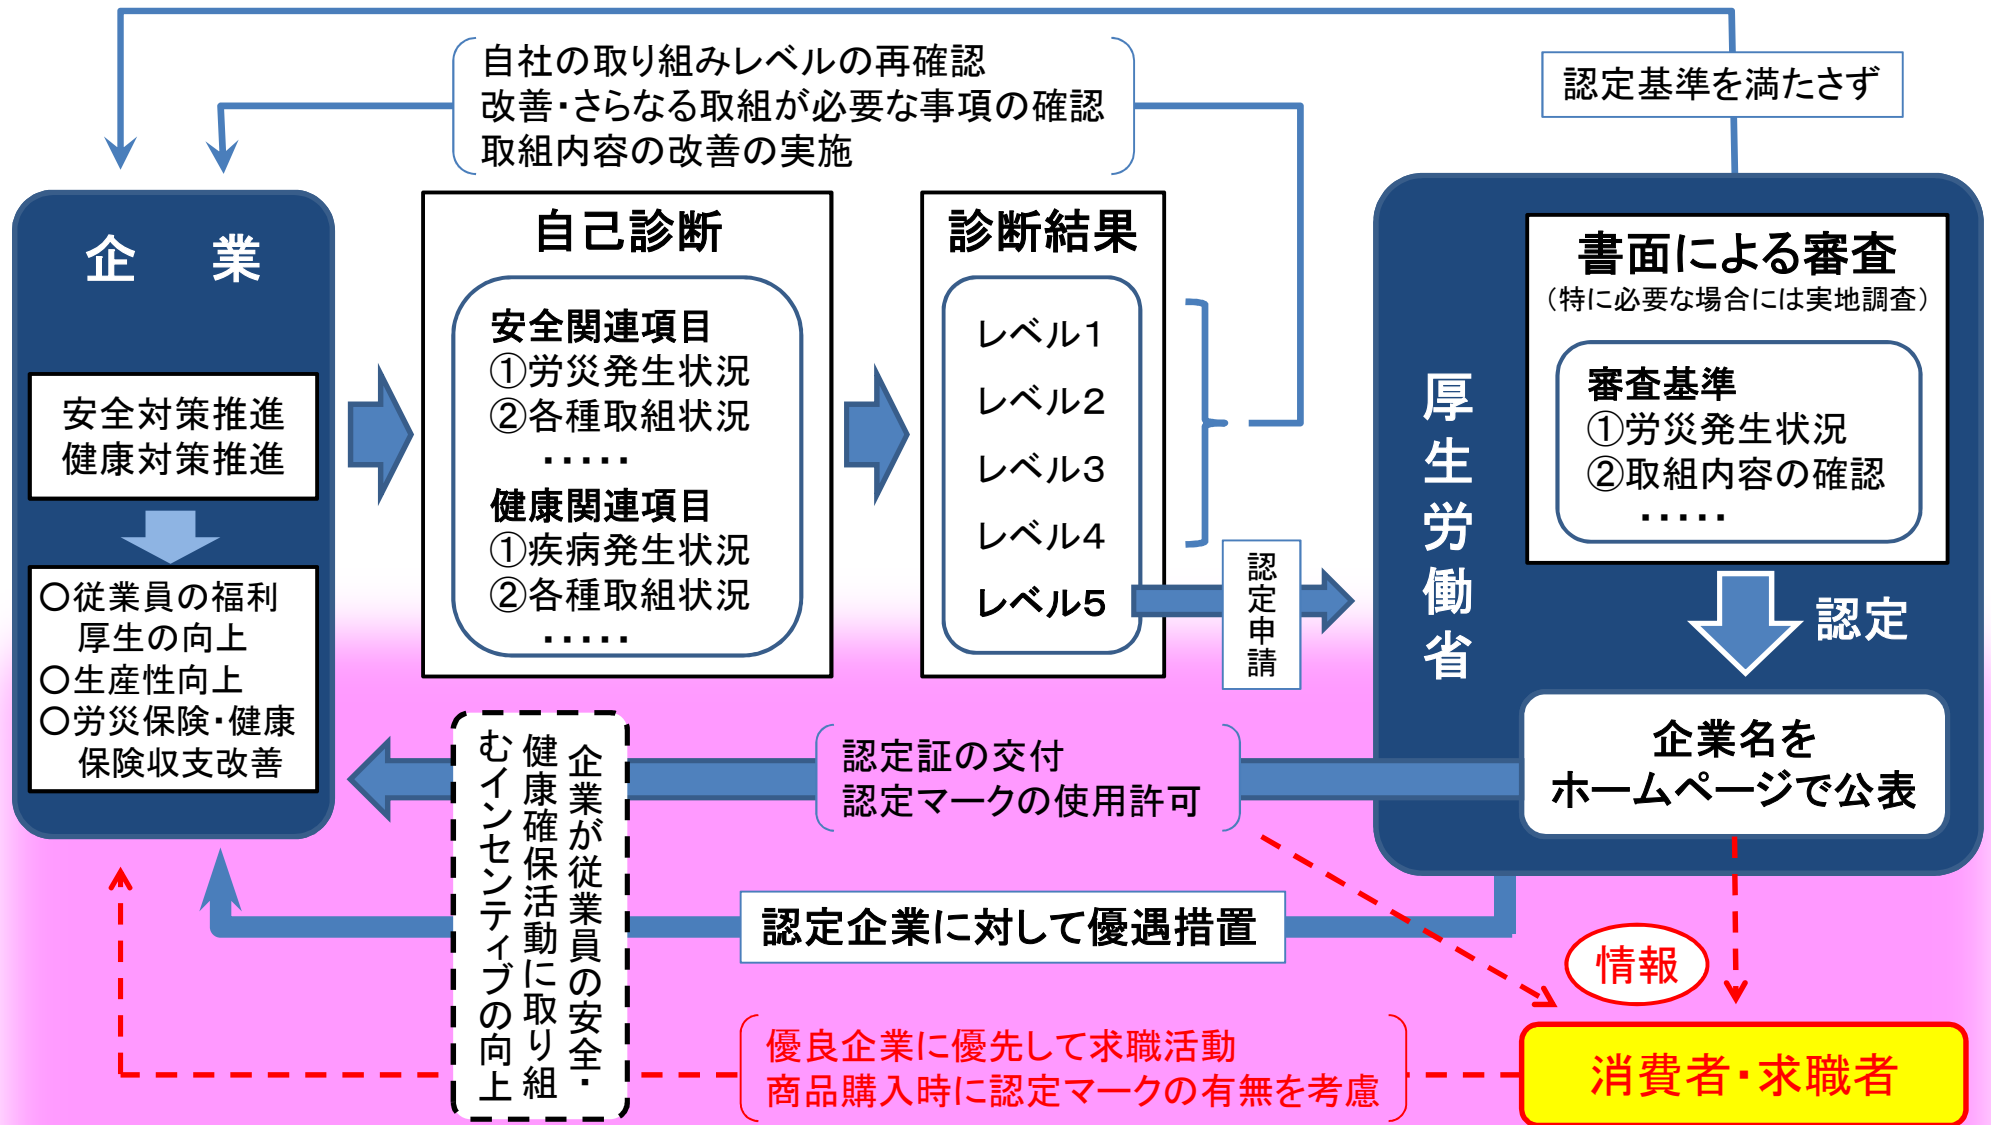 自社の取り組みレベルの再確認
改善・さらなる取組が必要な事項の確認
取組内容の改善の実施
認定基準を満たさず
企　業
安全対策推進
健康対策推進
○従業員の福利
厚生の向上
○生産性向上
○労災保険・健康
保険収支改善
自己診断
安全関連項目
①労災発生状況
②各種取組状況
・・・・・
健康関連項目
①疾病発生状況
②各種取組状況
・・・・・
診断結果
レベル1
レベル2
レベル3
レベル4
レベル5
認定申請
厚生労働省
書面による審査
（特に必要な場合には実地調査）
審査基準
①労災発生状況
②取組内容の確認
・・・・・
認定
企業名を
ホームページで公表
企業が従業員の安全・
健康確保活動に取り組
むインセンティブの向上
認定証の交付
認定マークの使用許可
認定企業に対して優遇措置
情報
優良企業に優先して求職活動
商品購入時に認定マークの有無を考慮
消費者・求職者